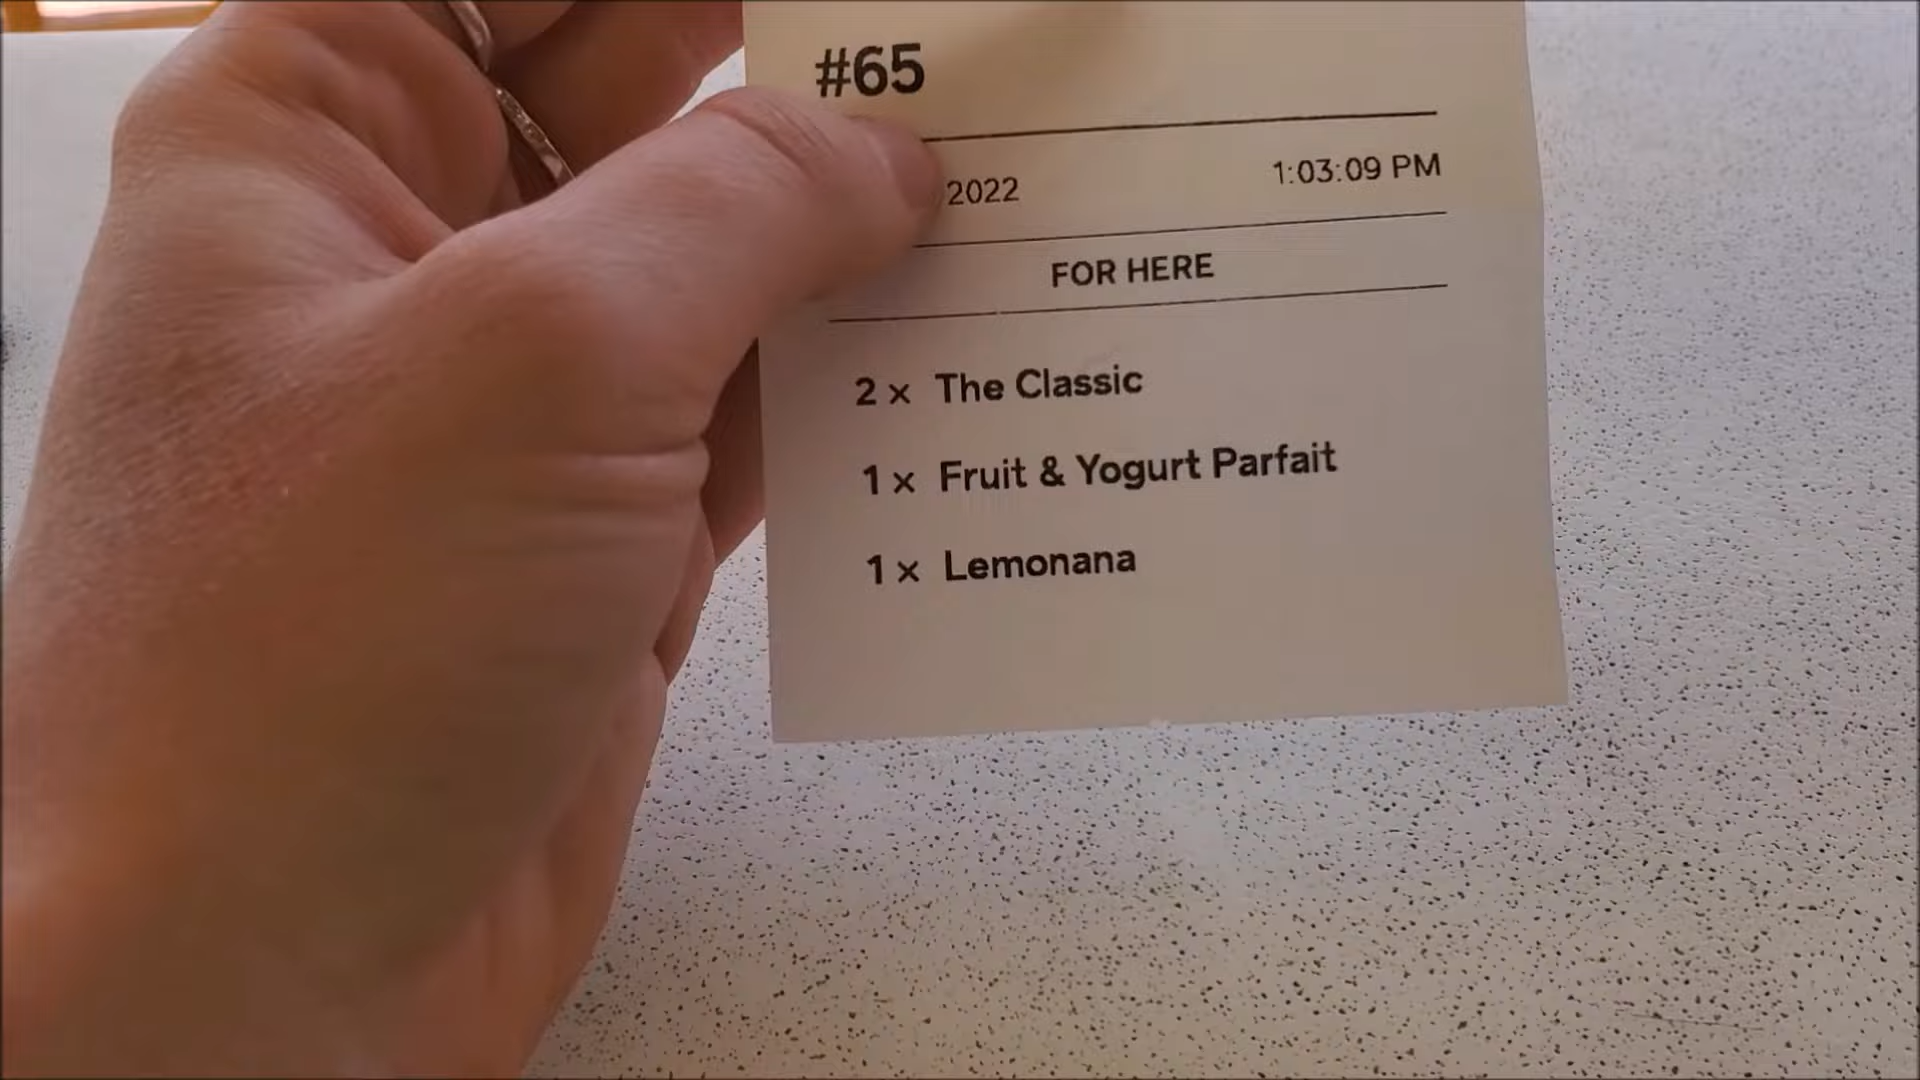 #65
2022 1:03:09 PM
FOR HERE
2 x The Classic
1 x Fruit & Yogurt Parfait
1 x Lemonana